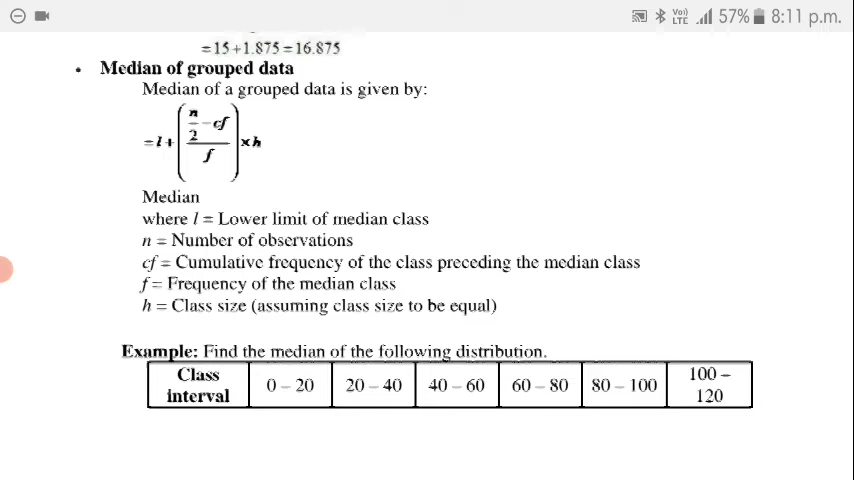 Vo))
LTE
57%
8:11 p.m.
=15+1.875=16.875
• Median of grouped data
Median of a grouped data is given by:
=l+(n/2−cf/f)×h
Median
where l = Lower limit of median class
n = Number of observations
cf = Cumulative frequency of the class preceding the median class
f = Frequency of the median class
h = Class size (assuming class size to be equal)
Example: Find the median of the following distribution.
Class interval 0 – 20 20 – 40 40 – 60 60 – 80 80 – 100 100 – 120